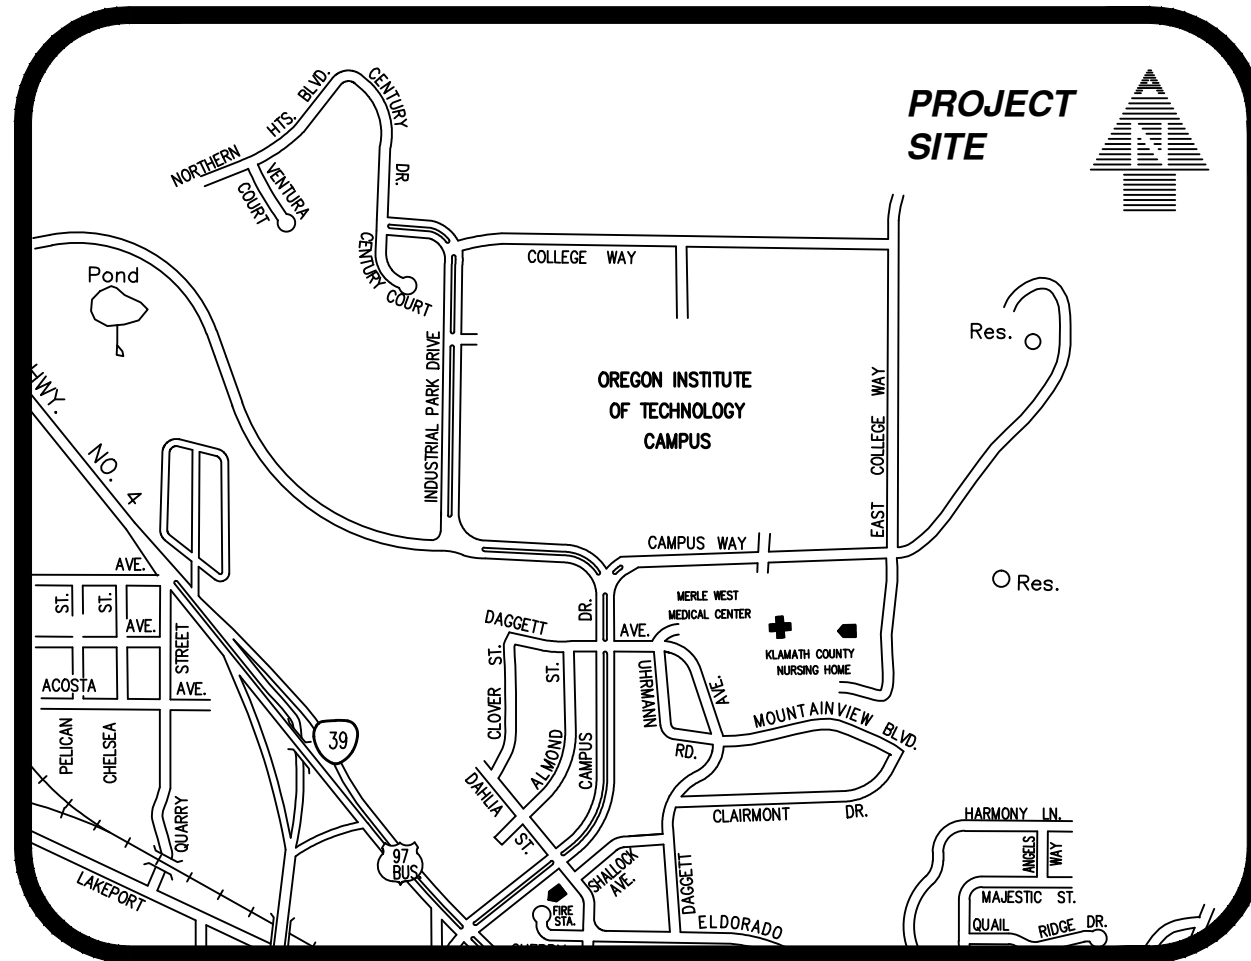 PROJECT
SITE
N
CENTURY
DR.
NORTHERN HTS. BLVD.
VENTURA
COURT
CENTURY COURT
COLLEGE WAY
Pond
Res.
INDUSTRIAL PARK DRIVE
OREGON INSTITUTE
OF TECHNOLOGY
CAMPUS
EAST COLLEGE WAY
HWY. NO. 4
CAMPUS WAY
Res.
AVE.
ST.
ST.
AVE.
STREET
ACOSTA
AVE.
MERLE WEST
MEDICAL CENTER
KLAMATH COUNTY
NURSING HOME
DAGGETT
AVE.
DR.
CLOVER ST.
ALMOND ST.
CAMPUS
UHRMANN
RD.
AVE.
MOUNTAINVIEW BLVD.
39
PELICAN
CHELSEA
QUARRY
DAHLIA
ST.
CLAIRMONT DR.
97
BUS.
LAKEPORT
SHALLOCK
AVE.
DAGGETT
FIRE
STA.
ELDORADO
HARMONY LN.
ANGELS
WAY
MAJESTIC ST.
QUAIL RIDGE DR.